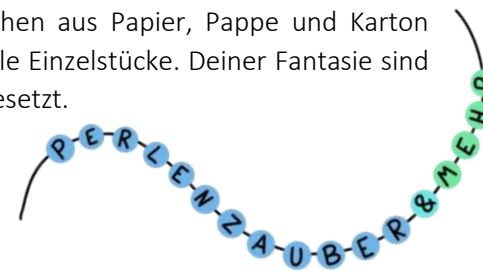 hen aus Papier, Pappe und Karton
le Einzelstücke. Deiner Fantasie sind
esetzt.
PERLENZAUBER & MEHR